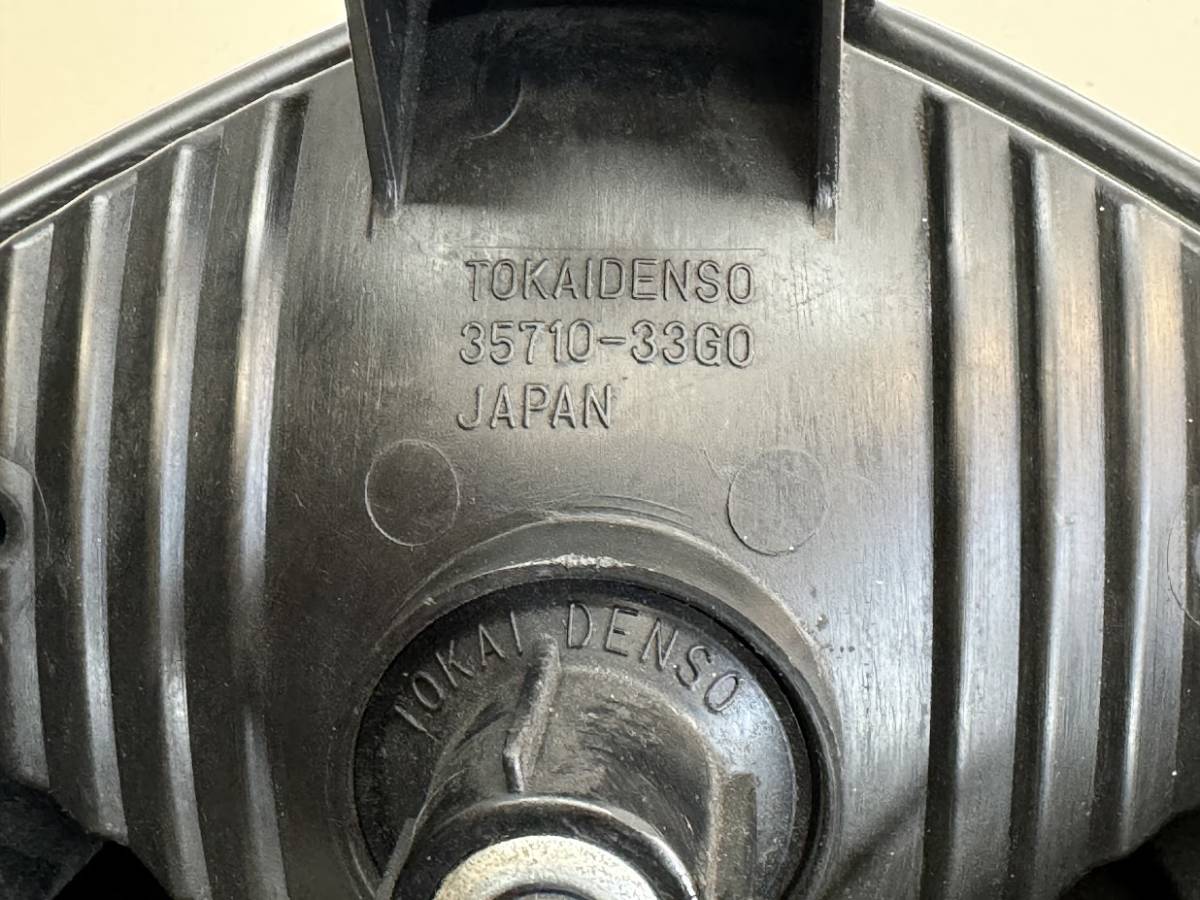 TOKAIDENSO
35710-33G0
JAPAN
TOKAI DENSO